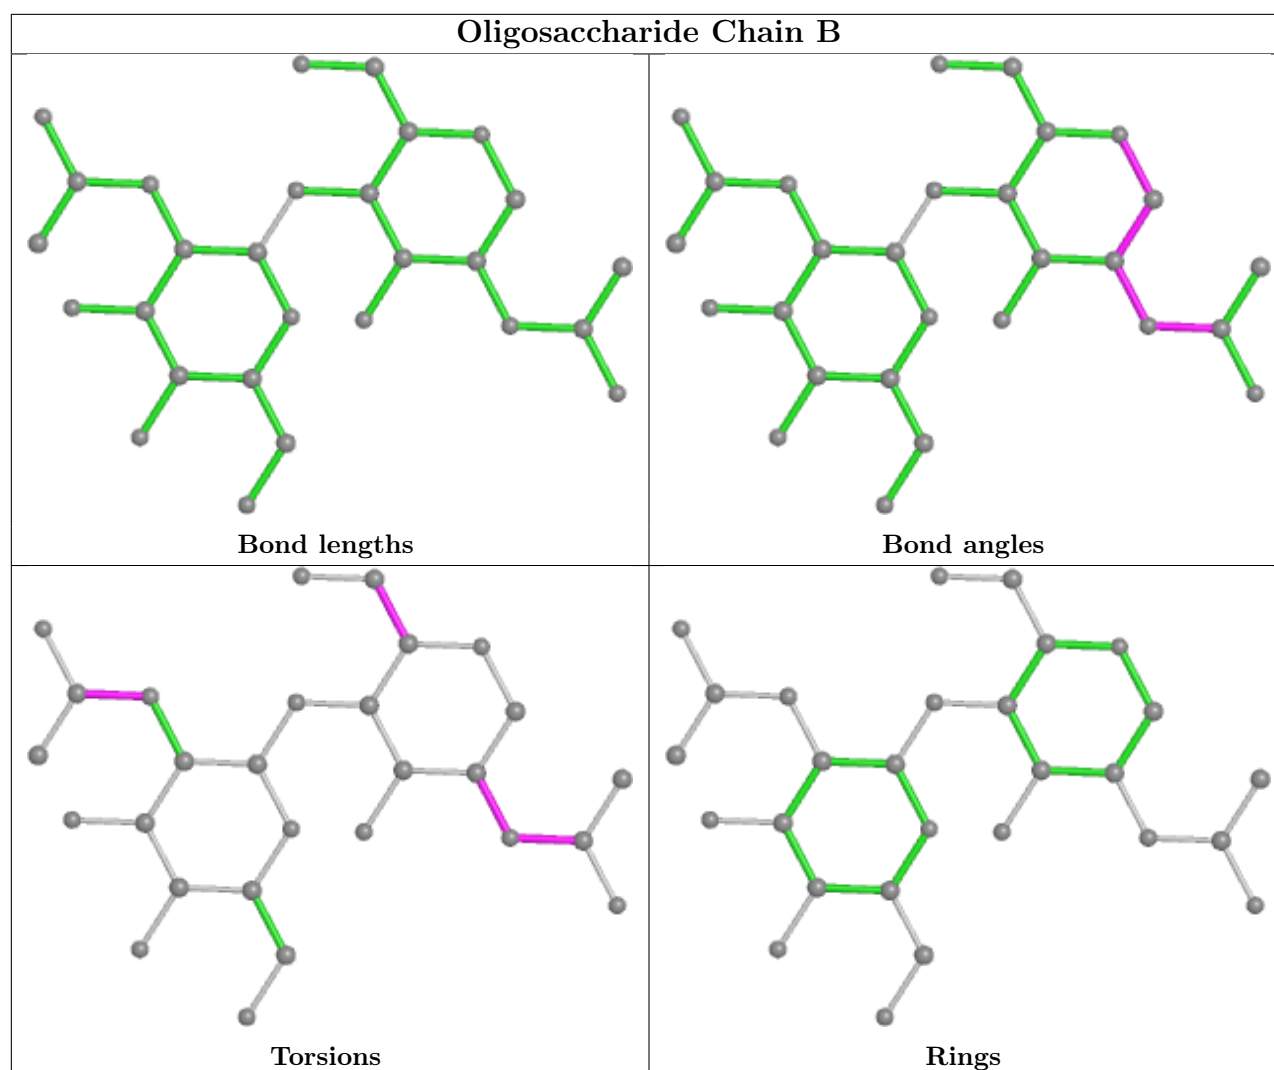 Oligosaccharide Chain B
Bond lengths
Bond angles
Torsions
Rings